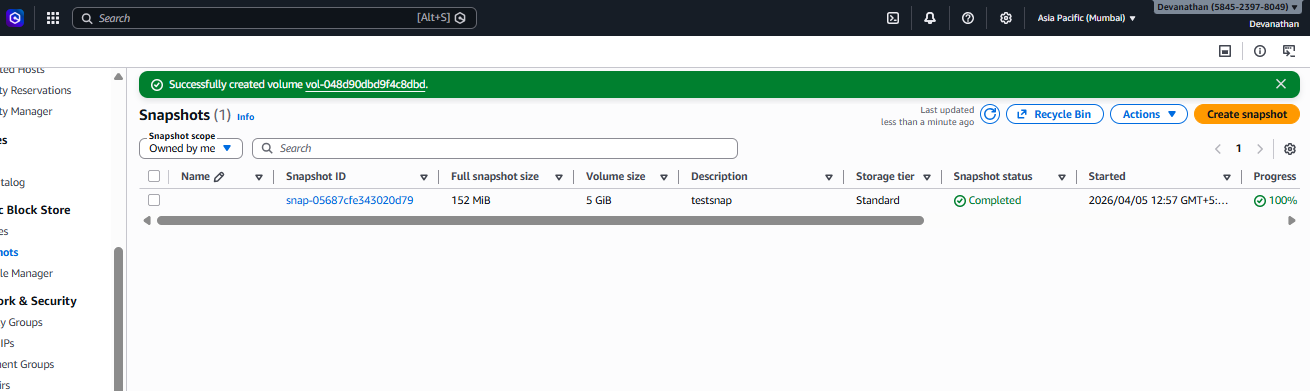 Search [Alt+S] Asia Pacific (Mumbai) Devanathan (5845-2397-8049)
Devanathan
ted Hosts
ty Reservations
ty Manager
es
atalog
c Block Store
es
hots
le Manager
ork & Security
y Groups
IPs
ment Groups
irs
Successfully created volume vol-048d90dbd9f4c8dbd.
Snapshots (1) Info
Last updated
less than a minute ago
Recycle Bin Actions Create snapshot
Snapshot scope
Owned by me Search 1
Name Snapshot ID Full snapshot size Volume size Description Storage tier Snapshot status Started Progress
snap-05687cfe343020d79 152 MiB 5 GiB testsnap Standard Completed 2026/04/05 12:57 GMT+5:... 100%